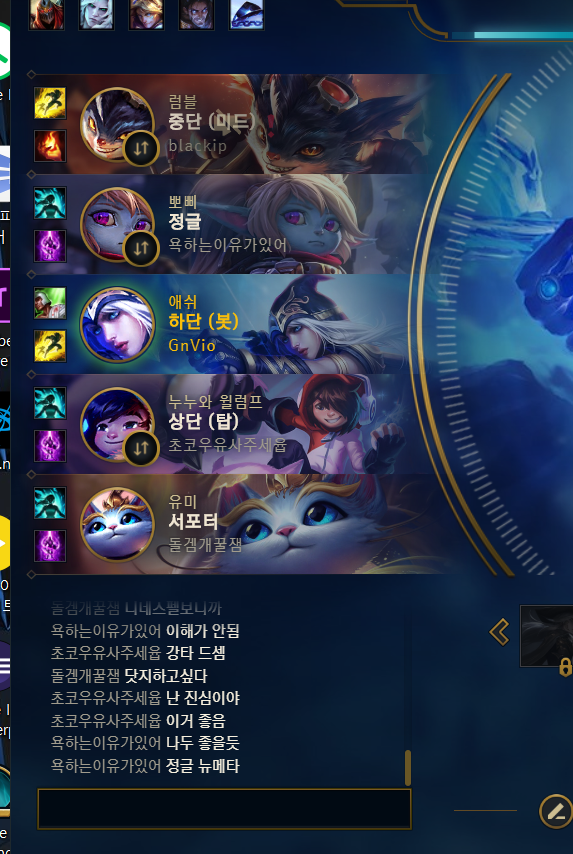 럼블
중단 (미드)
blackip
뽀삐
정글
욕하는이유가있어
애쉬
하단 (봇)
GnVio
누누와 윌럼프
상단 (탑)
초코우유사주세욥
유미
서포터
돌겜개꿀잼
돌겜개꿀잼 니네스펠보니까
욕하는이유가있어 이해가 안됨
초코우유사주세욥 강타 드셈
돌겜개꿀잼 닷지하고싶다
초코우유사주세욥 난 진심이야
초코우유사주세욥 이거 좋음
욕하는이유가있어 나두 좋을듯
욕하는이유가있어 정글 뉴메타